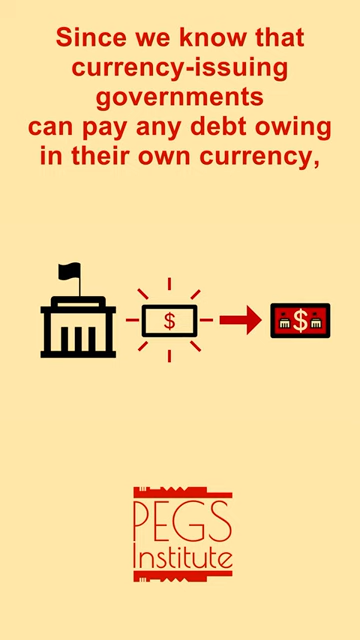 Since we know that
currency-issuing
governments
can pay any debt owing
in their own currency,
$
$
PEGS
Institute